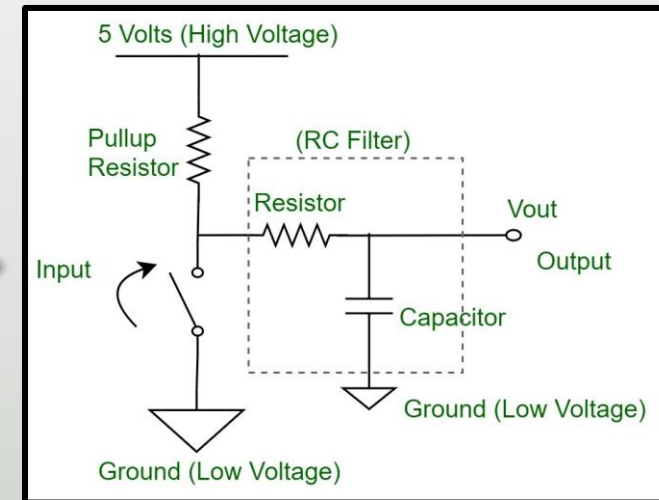 5 Volts (High Voltage)
Pullup
Resistor
(RC Filter)
Resistor
Vout
Input
Output
Capacitor
Ground (Low Voltage)
Ground (Low Voltage)